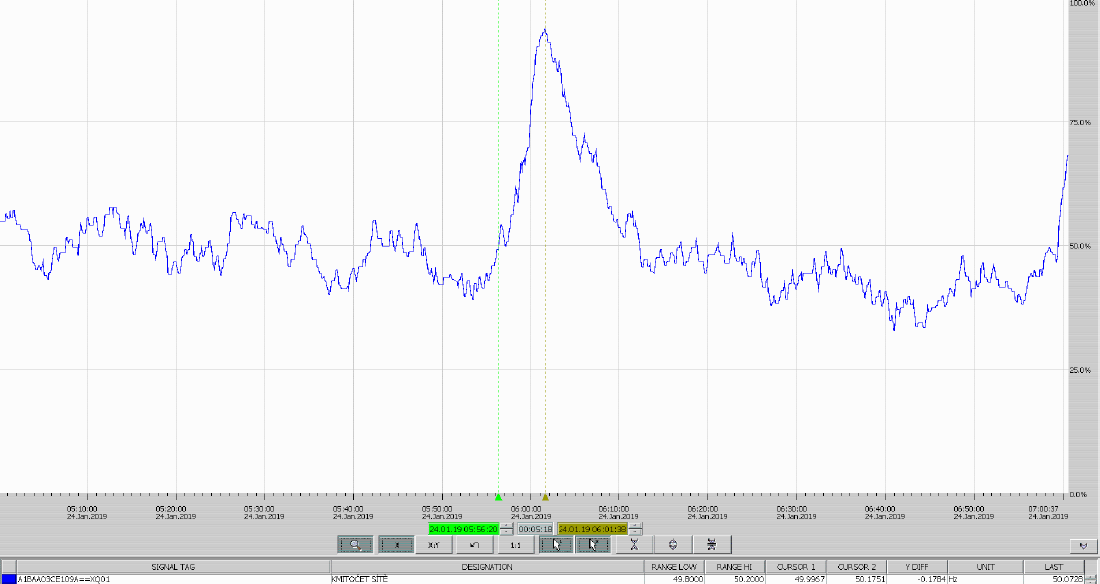 100.0%
75.0%
50.0%
25.0%
0.0%
05:10:00 05:20:00 05:30:00 05:40:00 05:50:00 06:00:00 06:10:00 06:20:00 06:30:00 06:40:00 06:50:00 07:00:37
24.Jan.2019 24.Jan.2019 24.Jan.2019 24.Jan.2019 24.Jan.2019 24.Jan.2019 24.Jan.2019 24.Jan.2019 24.Jan.2019 24.Jan.2019 24.Jan.2019 24.Jan.2019
24.01.19 05:56:20 00:05:18 24.01.19 06:01:38
1:1
SIGNAL TAG DESIGNATION RANGE LOW RANGE HI CURSOR 1 CURSOR 2 Y DIFF UNIT LAST
KMITOČET SÍTĚ 49.8000 50.2000 49.9967 50.1751 -0.1784 Hz 50.0728